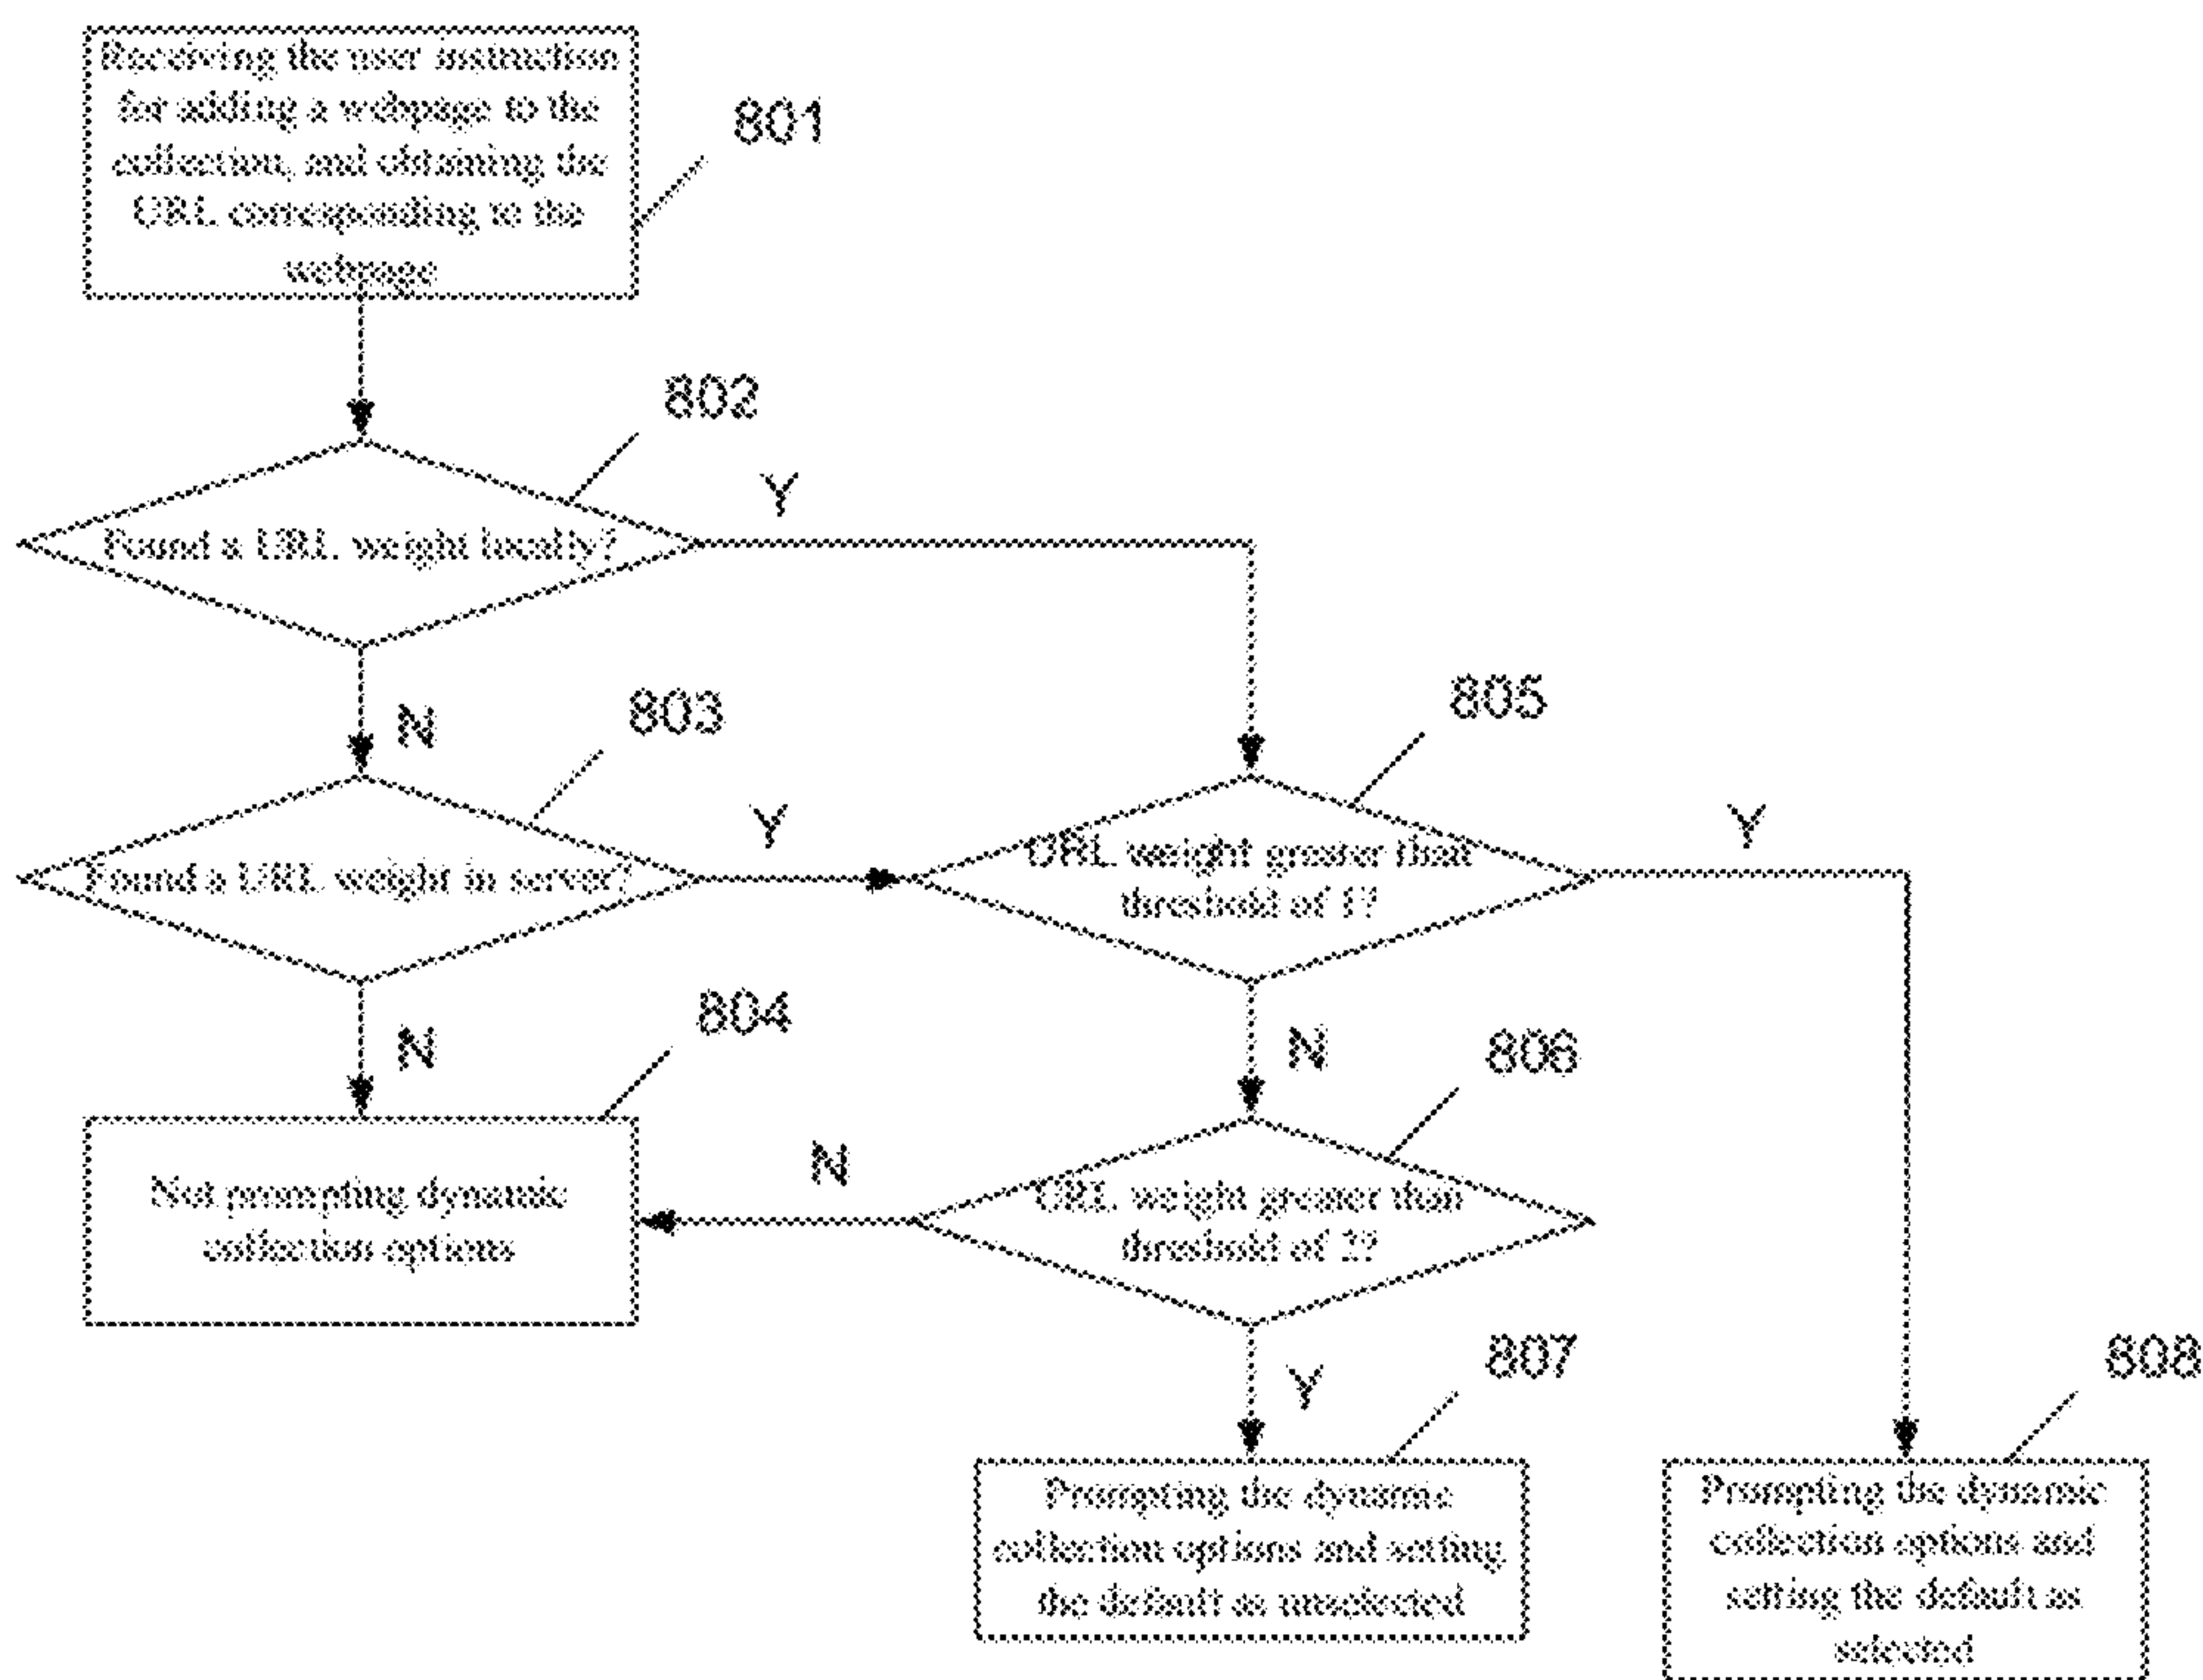 Receiving the user instruction
for adding a webpage to the
collection, and obtaining the
URL corresponding to the
webpage
801
802
Y
Found a URL weight locally?
N
803
805
Y
Y
Found a URL weight in server?
URL weight greater than
threshold of 1?
N
804
N
806
Not prompting dynamic
collection options
N
URL weight greater than
threshold of 2?
Y
807
808
Prompting the dynamic
collection options and setting
the default as unselected
Prompting the dynamic
collection options and
setting the default as
selected